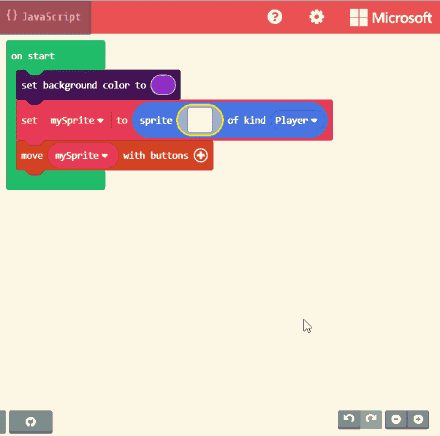 {} JavaScript
Microsoft
on start
set background color to
set mySprite to sprite of kind Player
move mySprite with buttons